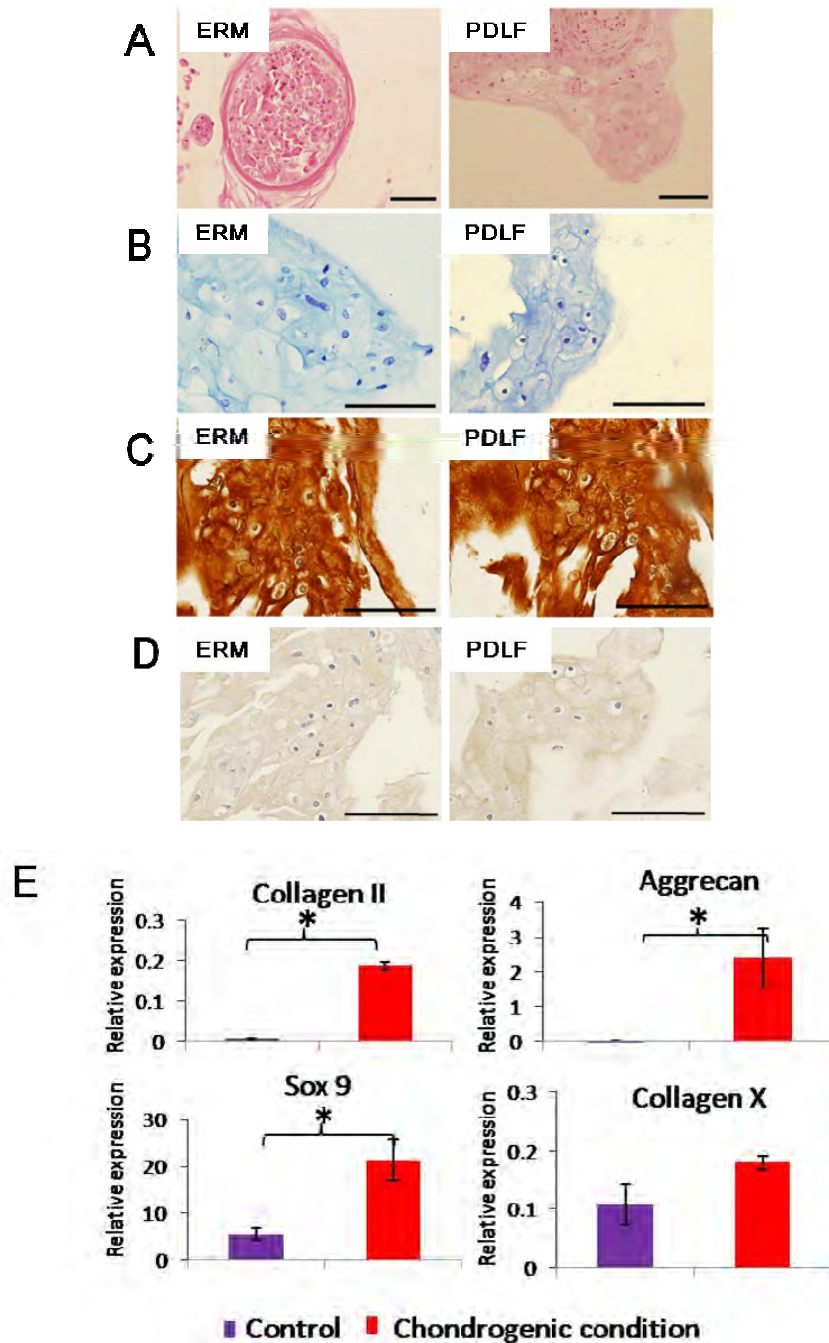 A ERM PDLF
B ERM PDLF
C ERM PDLF
D ERM PDLF
E
Collagen II
Relative expression
0.3
0.2
0.1
0
*
Aggrecan
Relative expression
4
3
2
1
0
*
Sox 9
Relative expression
30
20
10
0
*
Collagen X
Relative expression
0.3
0.2
0.1
0
Control Chondrogenic condition